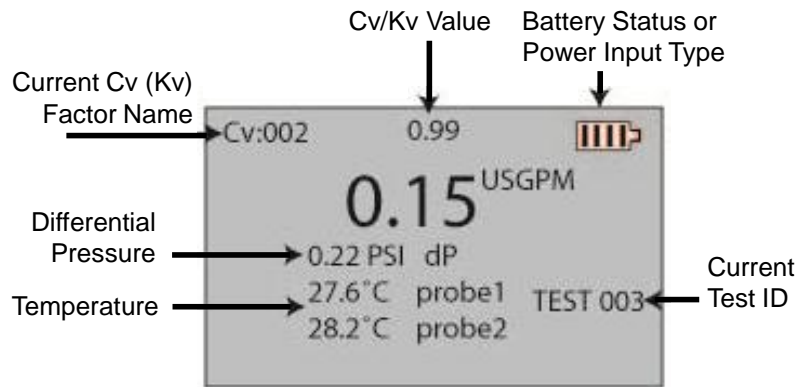 Cv/Kv Value
Battery Status or
Power Input Type
Current Cv (Kv)
Factor Name
Cv:002 0.99
0.15 USGPM
Differential
Pressure
0.22 PSI dP
Temperature
27.6°C probe1
28.2°C probe2
TEST 003
Current
Test ID